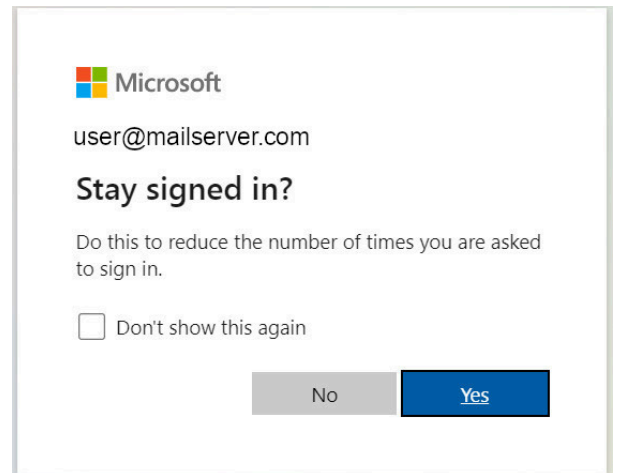 Microsoft
user@mailserver.com
Stay signed in?
Do this to reduce the number of times you are asked
to sign in.
Don't show this again
No Yes